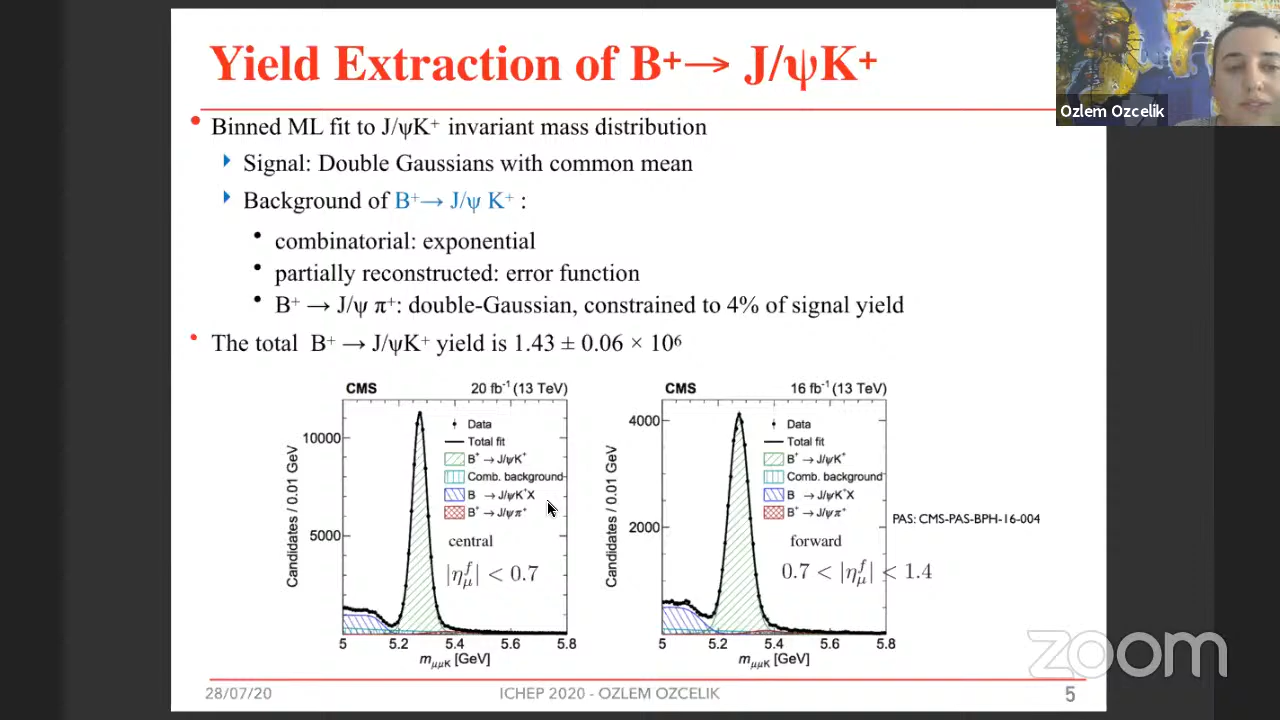 Yield Extraction of B⁺→ J/ψK⁺
Ozlem Ozcelik
• Binned ML fit to J/ψK⁺ invariant mass distribution
Signal: Double Gaussians with common mean
Background of B⁺→ J/ψ K⁺ :
• combinatorial: exponential
• partially reconstructed: error function
• B⁺ → J/ψ π⁺: double-Gaussian, constrained to 4% of signal yield
• The total B⁺ → J/ψK⁺ yield is 1.43 ± 0.06 × 10⁶
CMS 20 fb⁻¹ (13 TeV)
Candidates / 0.01 GeV
10000
5000
Data
Total fit
B⁺ → J/ψK⁺
Comb. background
B → J/ψK⁺X
B⁺ → J/ψπ⁺
central
|ημᶠ| < 0.7
5 5.2 5.4 5.6 5.8
mμμK [GeV]
CMS 16 fb⁻¹ (13 TeV)
Candidates / 0.01 GeV
4000
2000
Data
Total fit
B⁺ → J/ψK⁺
Comb. background
B → J/ψK⁺X
B⁺ → J/ψπ⁺
forward
0.7 < |ημᶠ| < 1.4
5 5.2 5.4 5.6 5.8
mμμK [GeV]
PAS: CMS-PAS-BPH-16-004
zoom
28/07/20 ICHEP 2020 - OZLEM OZCELIK 5